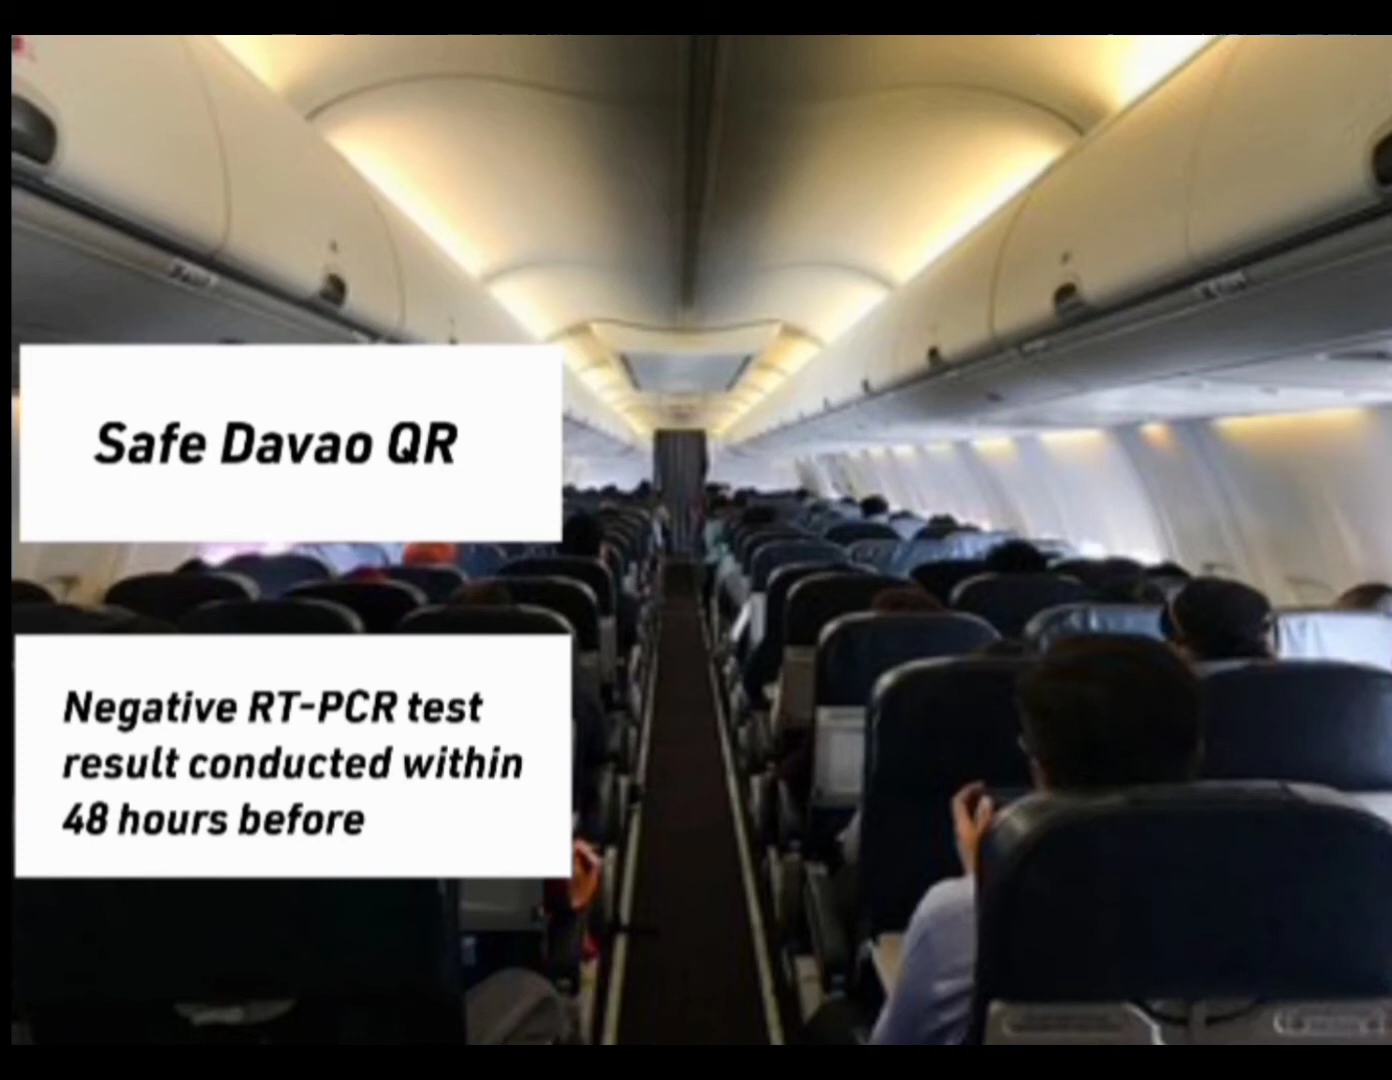 Safe Davao QR
Negative RT-PCR test
result conducted within
48 hours before